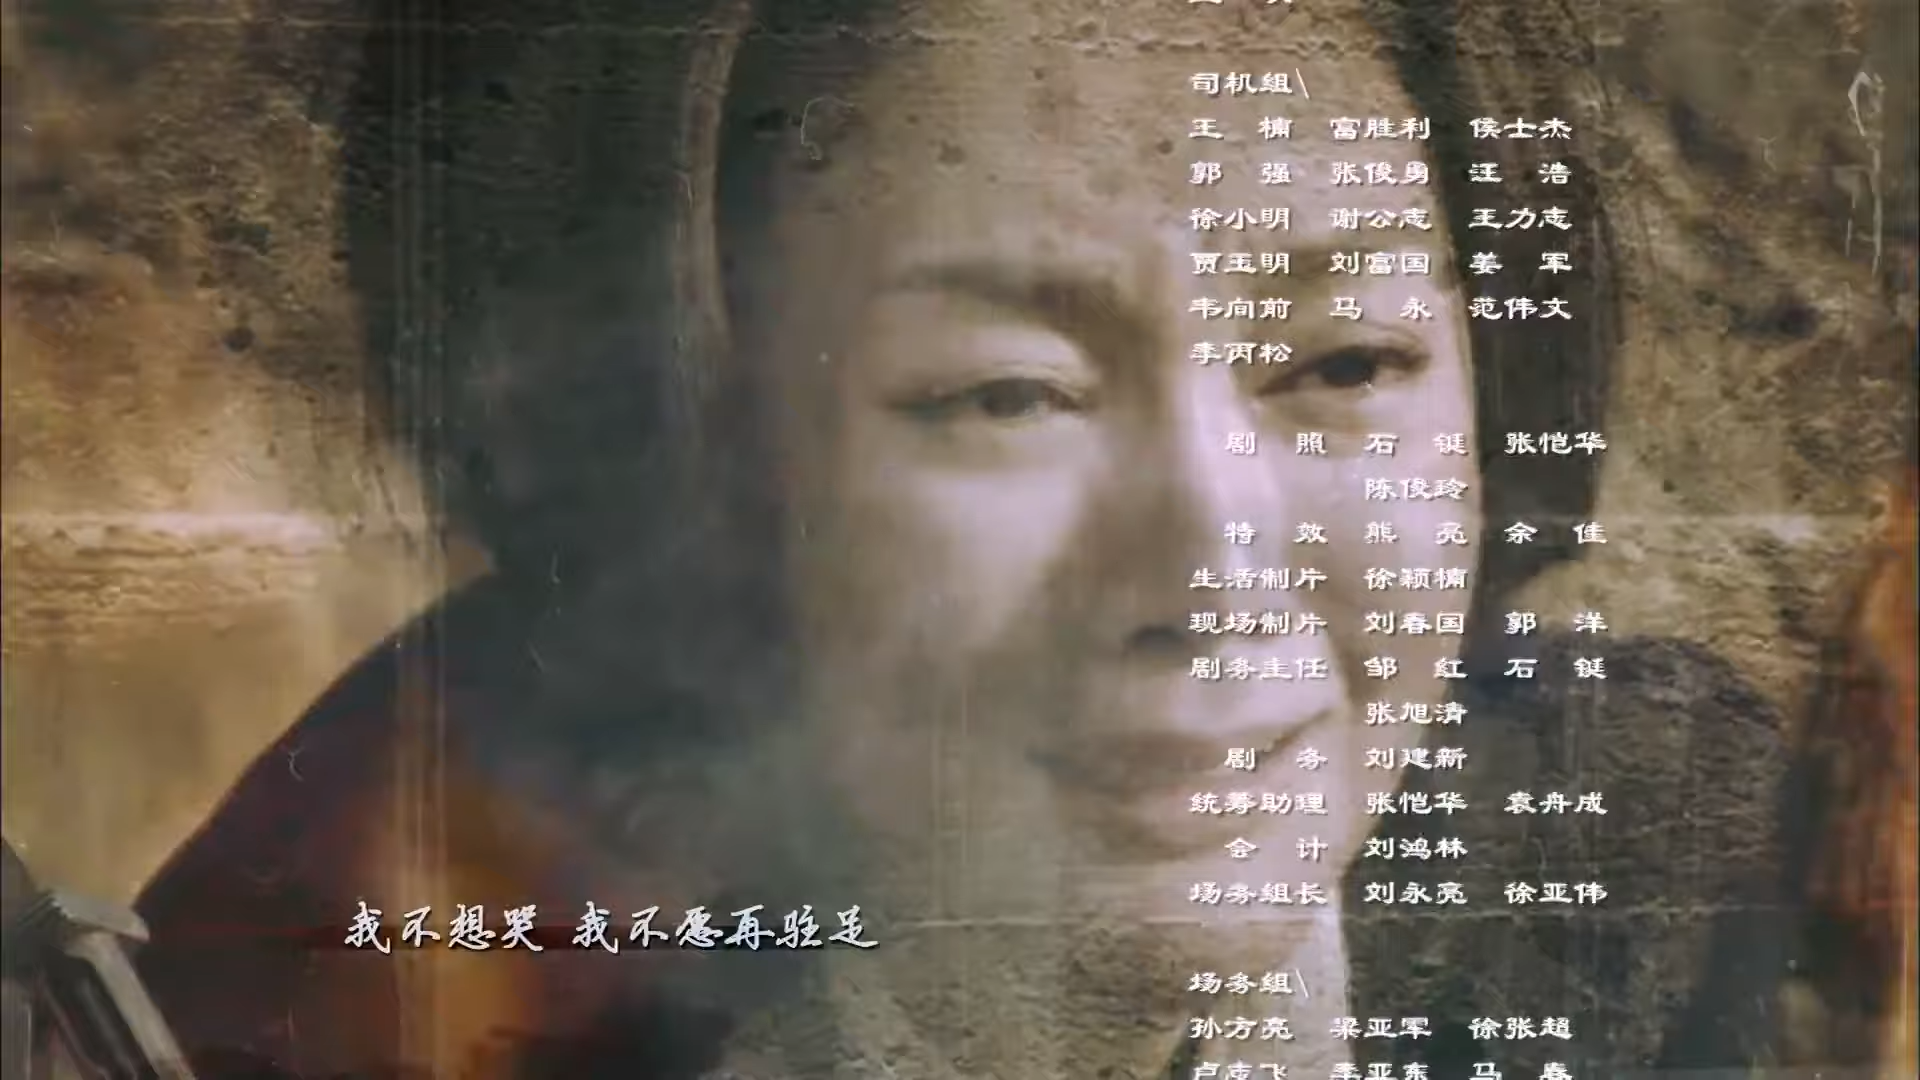 司机组\
王　楠　富胜利　侯士杰
郭　强　张俊勇　汪　浩
徐小明　谢公志　王力志
贾玉明　刘富国　姜　军
韦向前　马　永　范伟文
李丙松
剧　照　石　铤　张恺华
陈俊玲
特　效　熊　亮　余　佳
生活制片　徐颖楠
现场制片　刘春国　郭　洋
剧务主任　邹　红　石　铤
张旭清
剧　务　刘建新
统筹助理　张恺华　袁舟成
会　计　刘鸿林
场务组长　刘永亮　徐亚伟
我不想哭 我不愿再驻足
场务组\
孙方亮　梁亚军　徐张超
李亚东　马　春